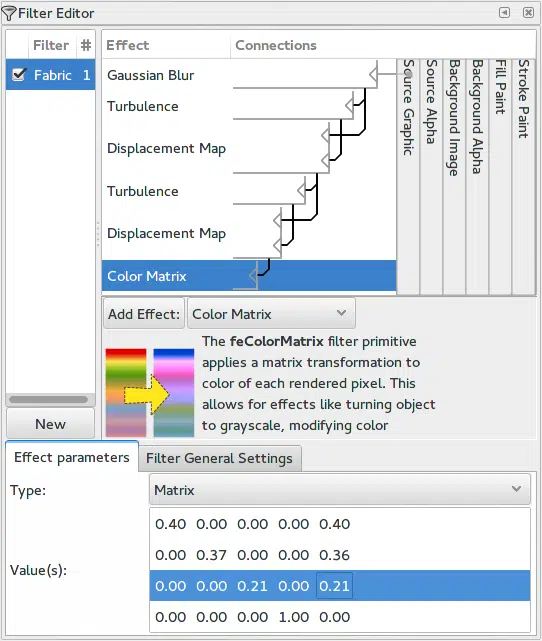 Filter Editor
Filter #
Fabric 1
New
Effect Connections
Gaussian Blur
Turbulence
Displacement Map
Turbulence
Displacement Map
Color Matrix
Source Graphic
Source Alpha
Background Image
Background Alpha
Fill Paint
Stroke Paint
Add Effect: Color Matrix
The feColorMatrix filter primitive
applies a matrix transformation to
color of each rendered pixel. This
allows for effects like turning object
to grayscale, modifying color
Effect parameters Filter General Settings
Type: Matrix
Value(s):
0.40 0.00 0.00 0.00 0.40
0.00 0.37 0.00 0.00 0.36
0.00 0.00 0.21 0.00 0.21
0.00 0.00 0.00 1.00 0.00